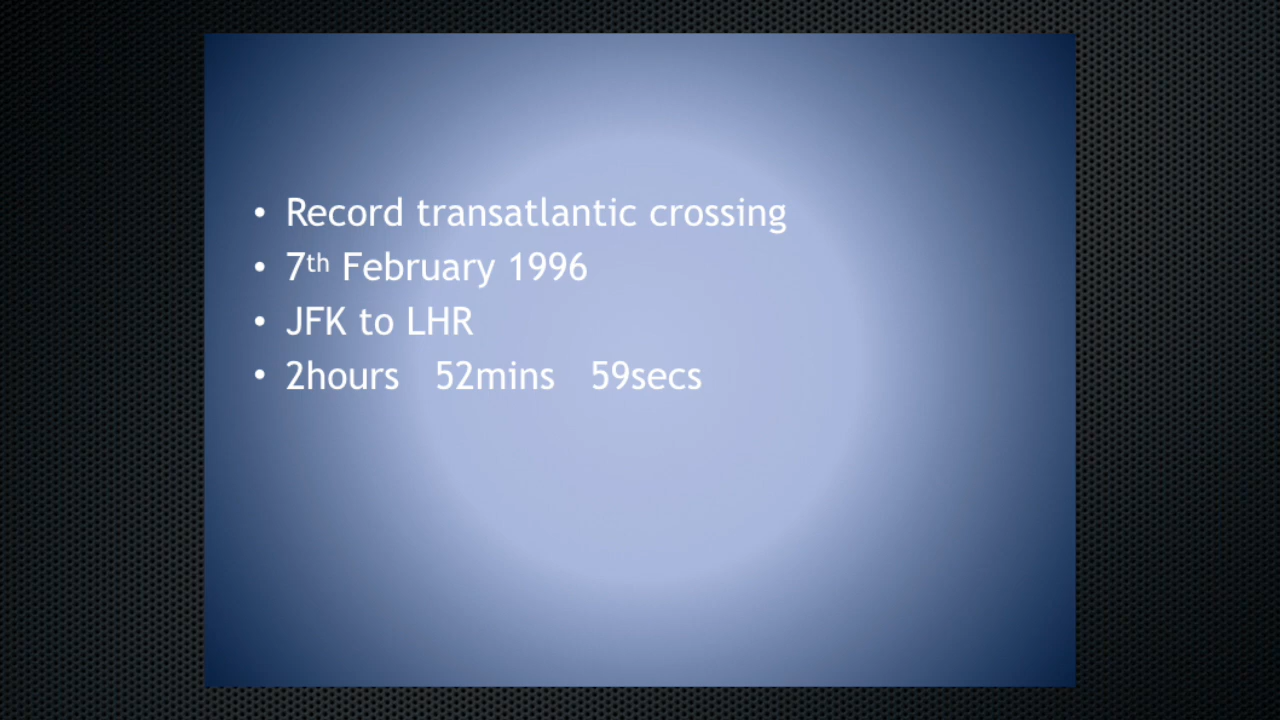 • Record transatlantic crossing
• 7th February 1996
• JFK to LHR
• 2hours 52mins 59secs